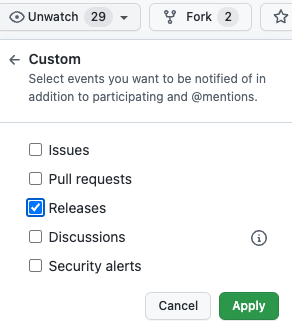 Unwatch 29 Fork 2
Custom
Select events you want to be notified of in
addition to participating and @mentions.
Issues
Pull requests
Releases
Discussions
Security alerts
Cancel Apply